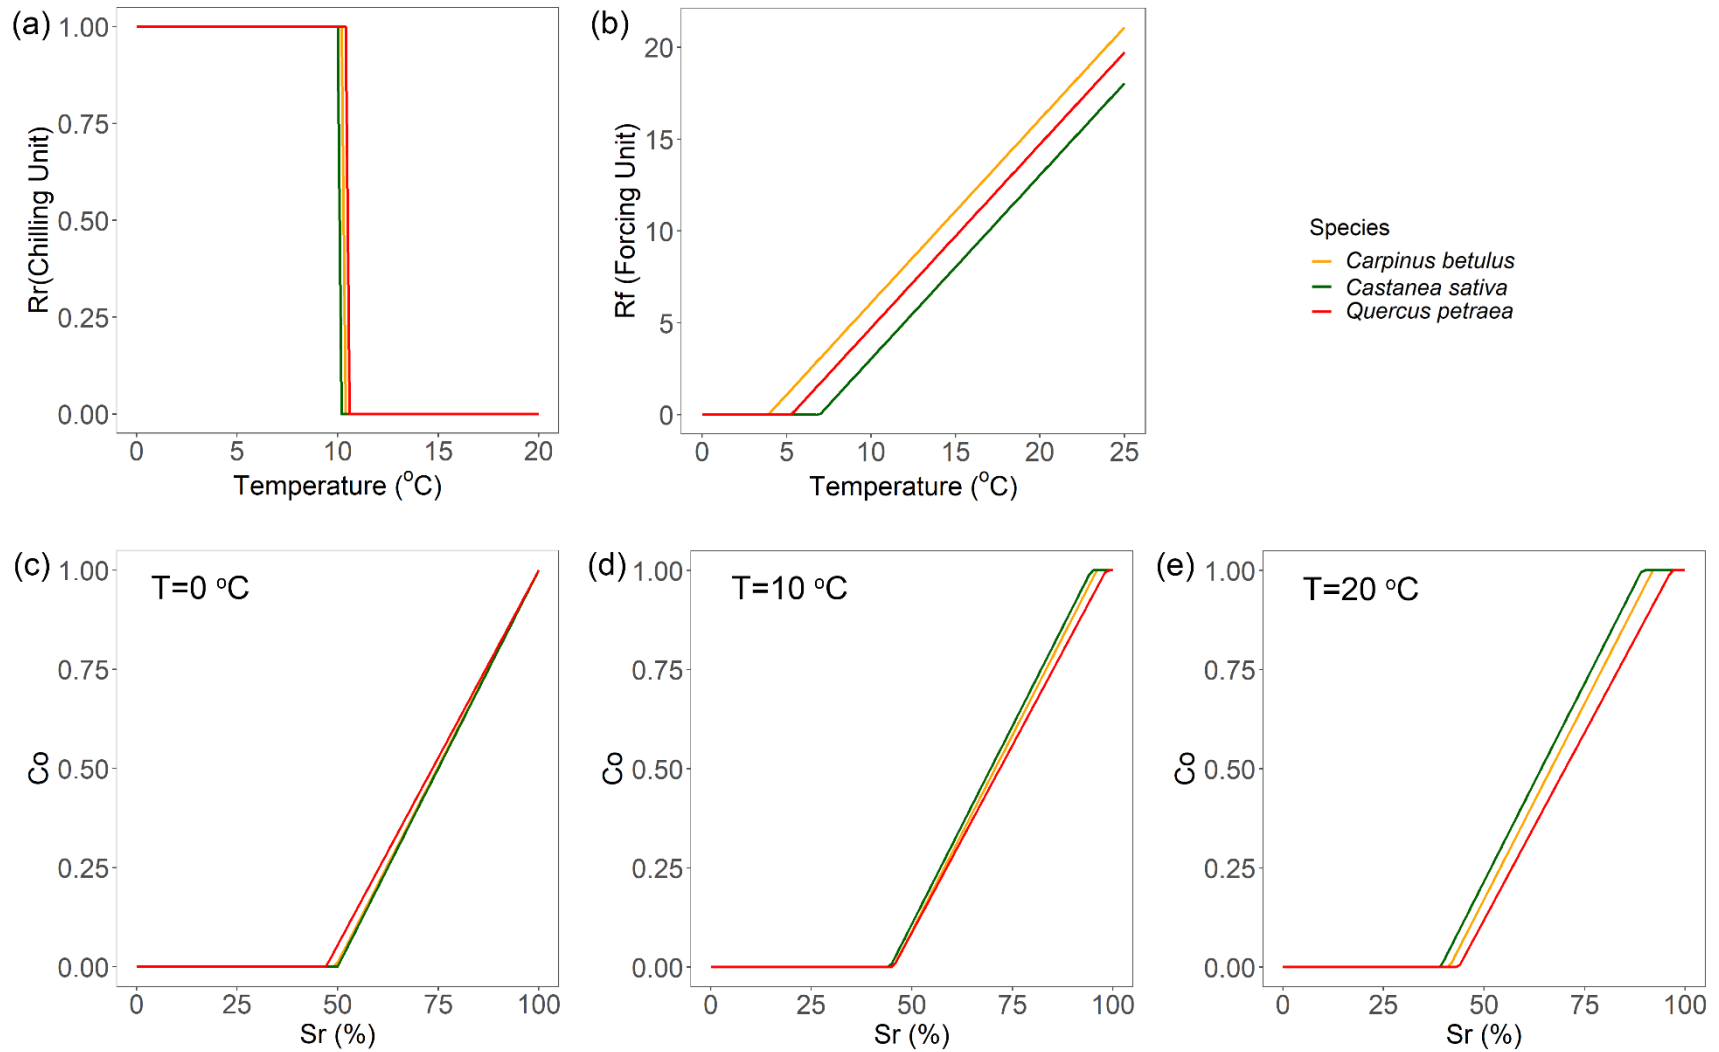 (a)
1.00
0.75
0.50
0.25
0.00
Rr(Chilling Unit)
0 5 10 15 20
Temperature (°C)
(b)
20
15
10
5
0
Rf (Forcing Unit)
0 5 10 15 20 25
Temperature (°C)
Species
Carpinus betulus
Castanea sativa
Quercus petraea
(c)
T=0 °C
1.00
0.75
0.50
0.25
0.00
Co
0 25 50 75 100
Sr (%)
(d)
T=10 °C
1.00
0.75
0.50
0.25
0.00
Co
0 25 50 75 100
Sr (%)
(e)
T=20 °C
1.00
0.75
0.50
0.25
0.00
Co
0 25 50 75 100
Sr (%)